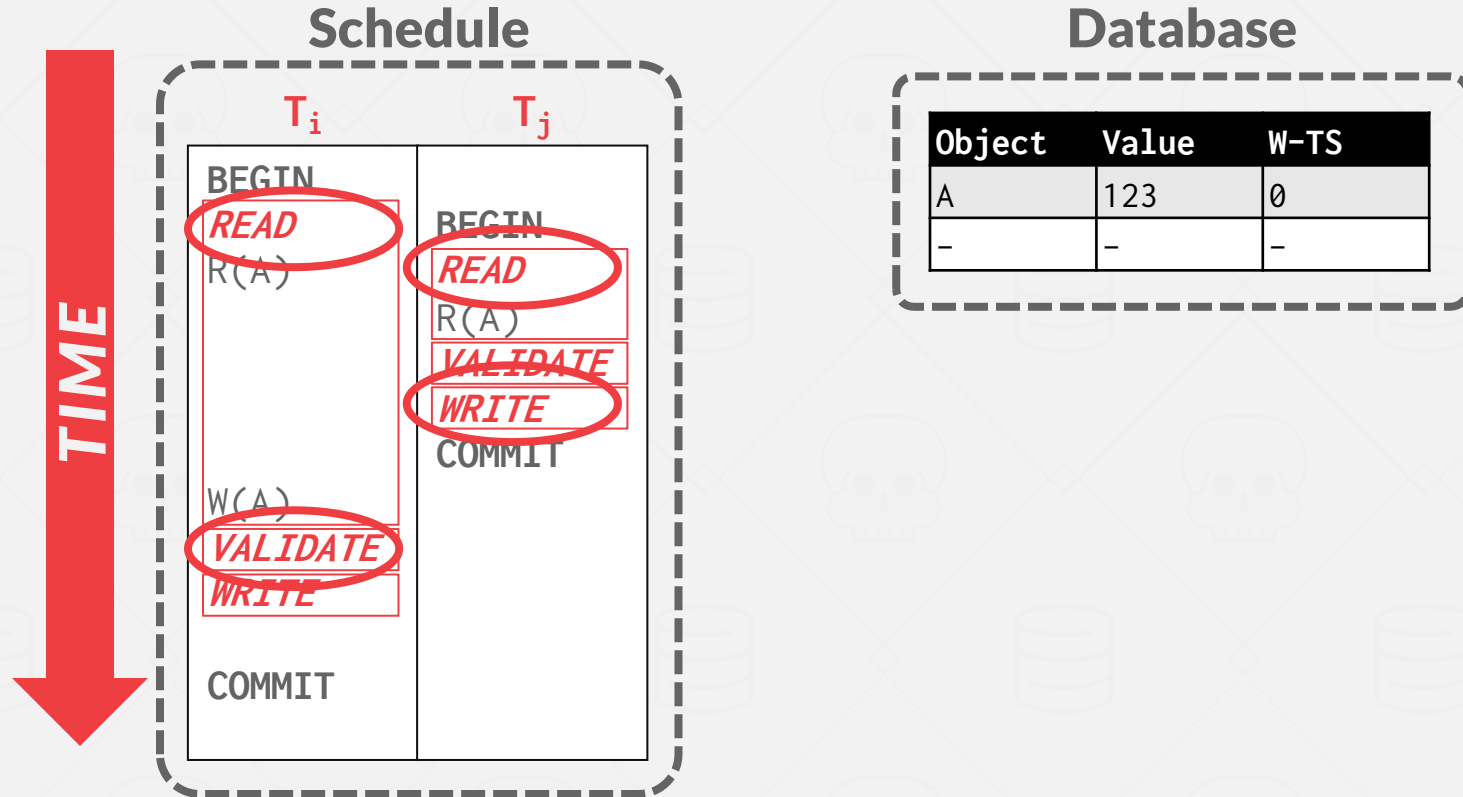 Schedule
Database
TIME
Ti Tj
BEGIN
READ
R(A)
W(A)
VALIDATE
WRITE
COMMIT
BEGIN
READ
R(A)
VALIDATE
WRITE
COMMIT
Object Value W-TS
A 123 0
- - -